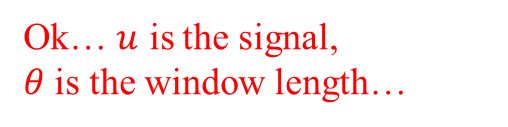 Ok… 𝑢 is the signal,
𝜃 is the window length…